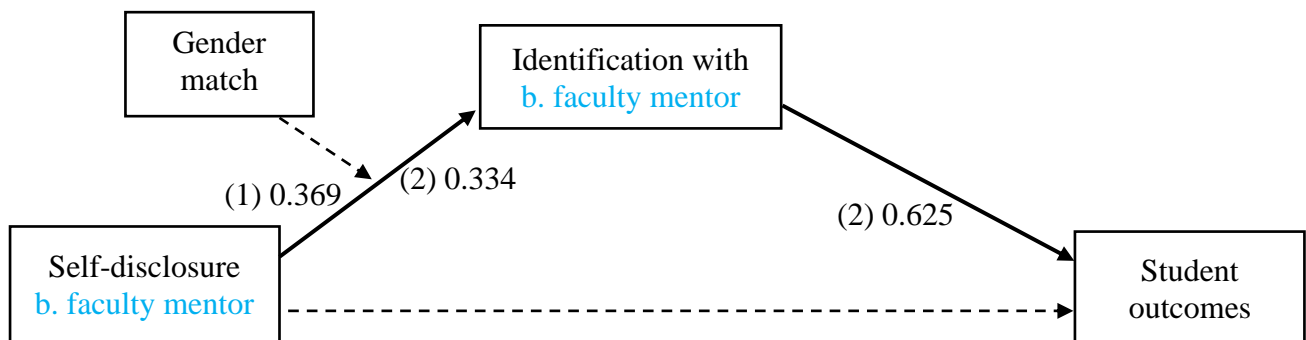 Gender
match
Identification with
b. faculty mentor
(1) 0.369
(2) 0.334
(2) 0.625
Self-disclosure
b. faculty mentor
Student
outcomes